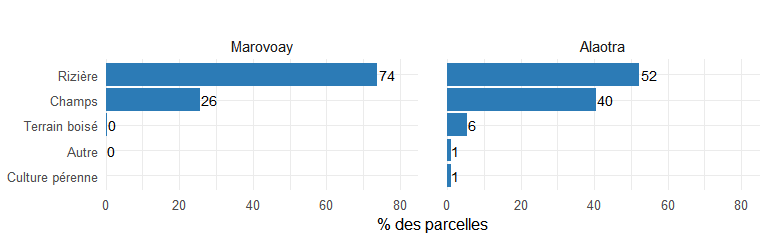 Marovoay Alaotra
Rizière 74 52
Champs 26 40
Terrain boisé 0 6
Autre 0 1
Culture pérenne 1
0 20 40 60 80 0 20 40 60 80
% des parcelles